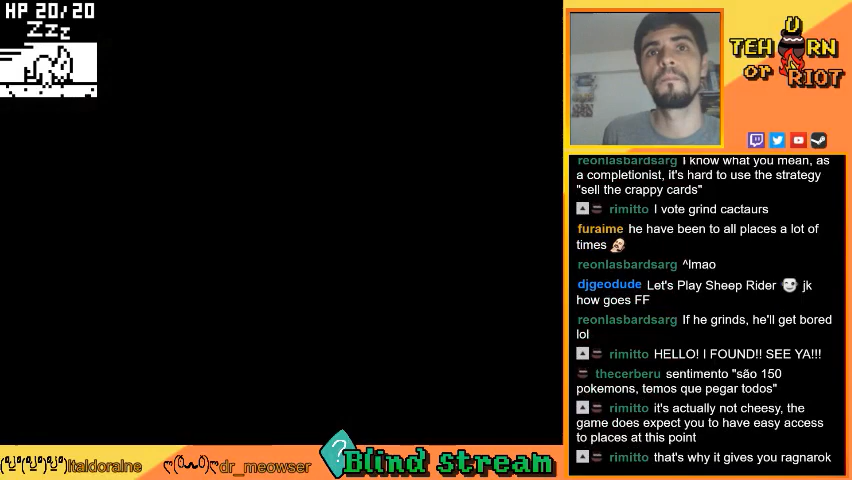 HP 20/20
Zzz
U
TEH RN
or RIOT
reonlasbardsarg I know what you mean, as
a completionist, it's hard to use the strategy
"sell the crappy cards"
rimitto I vote grind cactaurs
furaime he have been to all places a lot of
times
reonlasbardsarg ^lmao
djgeodude Let's Play Sheep Rider jk
how goes FF
reonlasbardsarg If he grinds, he'll get bored
lol
rimitto HELLO! I FOUND!! SEE YA!!!
thecerberu sentimento "são 150
pokemons, temos que pegar todos"
rimitto it's actually not cheesy, the
game does expect you to have easy access
to places at this point
rimitto that's why it gives you ragnarok
Italdoraine
dr_meowser
? Blind stream